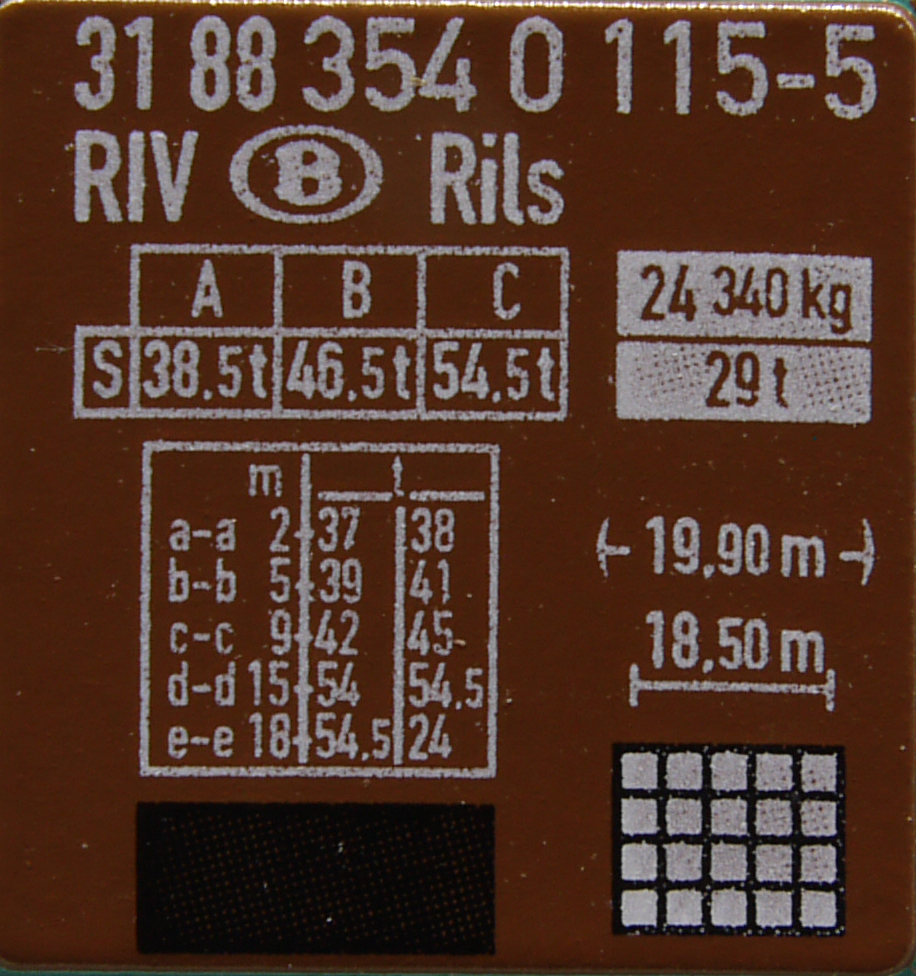 31 88 354 0 115-5
RIV B Rils
A B C
S 38.5t 46.5t 54.5t
24 340 kg
29 t
m t
a-a 2 37 38
b-b 5 39 41
c-c 9 42 45
d-d 15 54 54,5
e-e 18 54,5 24
19,90 m
18,50 m